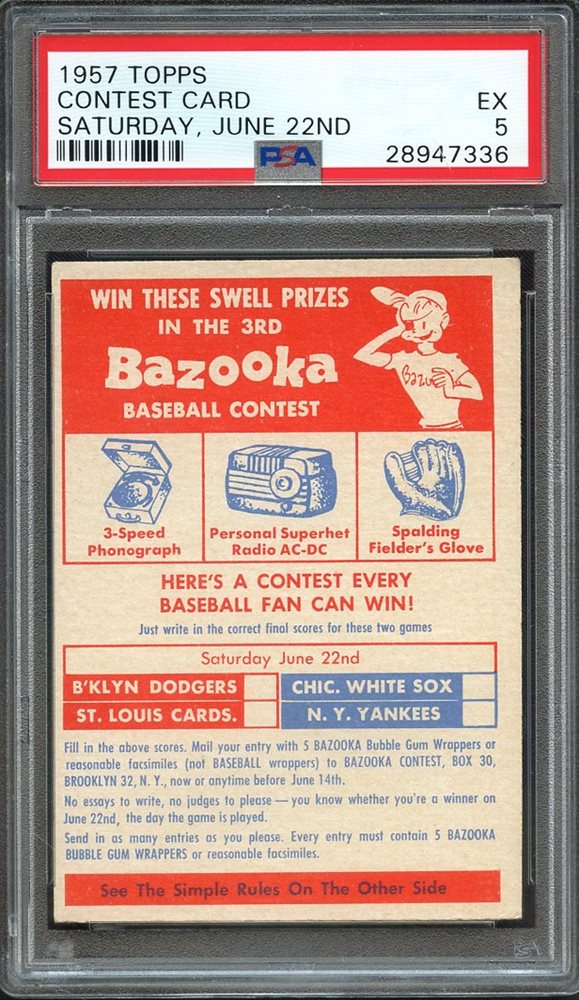 1957 TOPPS
CONTEST CARD EX
SATURDAY, JUNE 22ND 5
PSA 28947336
WIN THESE SWELL PRIZES
IN THE 3RD
Bazooka
BASEBALL CONTEST
3-Speed
Phonograph
Personal Superhet
Radio AC-DC
Spalding
Fielder's Glove
HERE'S A CONTEST EVERY
BASEBALL FAN CAN WIN!
Just write in the correct final scores for these two games
Saturday June 22nd
B'KLYN DODGERS CHIC. WHITE SOX
ST. LOUIS CARDS. N. Y. YANKEES
Fill in the above scores. Mail your entry with 5 BAZOOKA Bubble Gum Wrappers or
reasonable facsimiles (not BASEBALL wrappers) to BAZOOKA CONTEST, BOX 30,
BROOKLYN 32, N. Y., now or anytime before June 14th.
No essays to write, no judges to please — you know whether you're a winner on
June 22nd, the day the game is played.
Send in as many entries as you please. Every entry must contain 5 BAZOOKA
BUBBLE GUM WRAPPERS or reasonable facsimiles.
See The Simple Rules On The Other Side